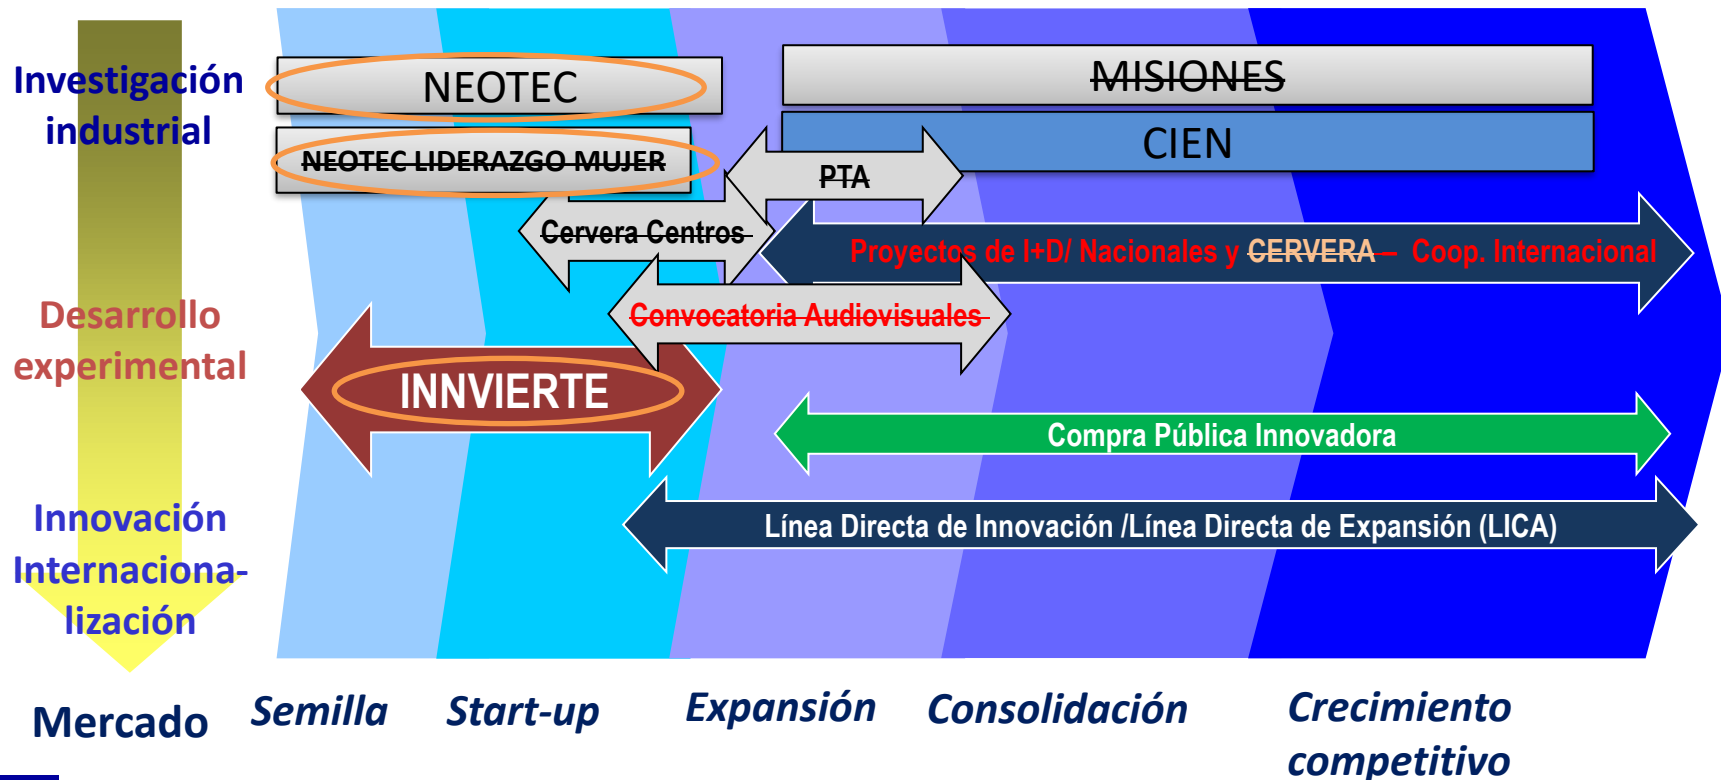 Investigación
industrial
NEOTEC
MISIONES
NEOTEC LIDERAZGO MUJER
CIEN
PTA
Cervera Centros
Proyectos de I+D/ Nacionales y CERVERA – Coop. Internacional
Desarrollo
experimental
Convocatoria Audiovisuales
INNVIERTE
Compra Pública Innovadora
Innovación
Internaciona-
lización
Línea Directa de Innovación /Línea Directa de Expansión (LICA)
Mercado
Semilla
Start-up
Expansión
Consolidación
Crecimiento
competitivo